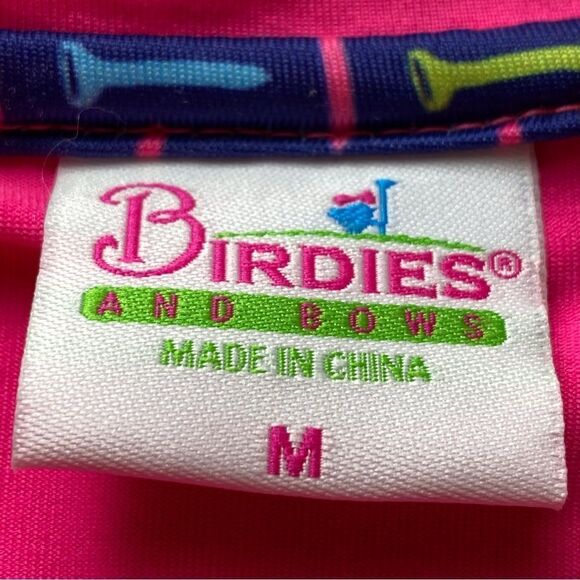 BIRDIES®
AND BOWS
MADE IN CHINA
M